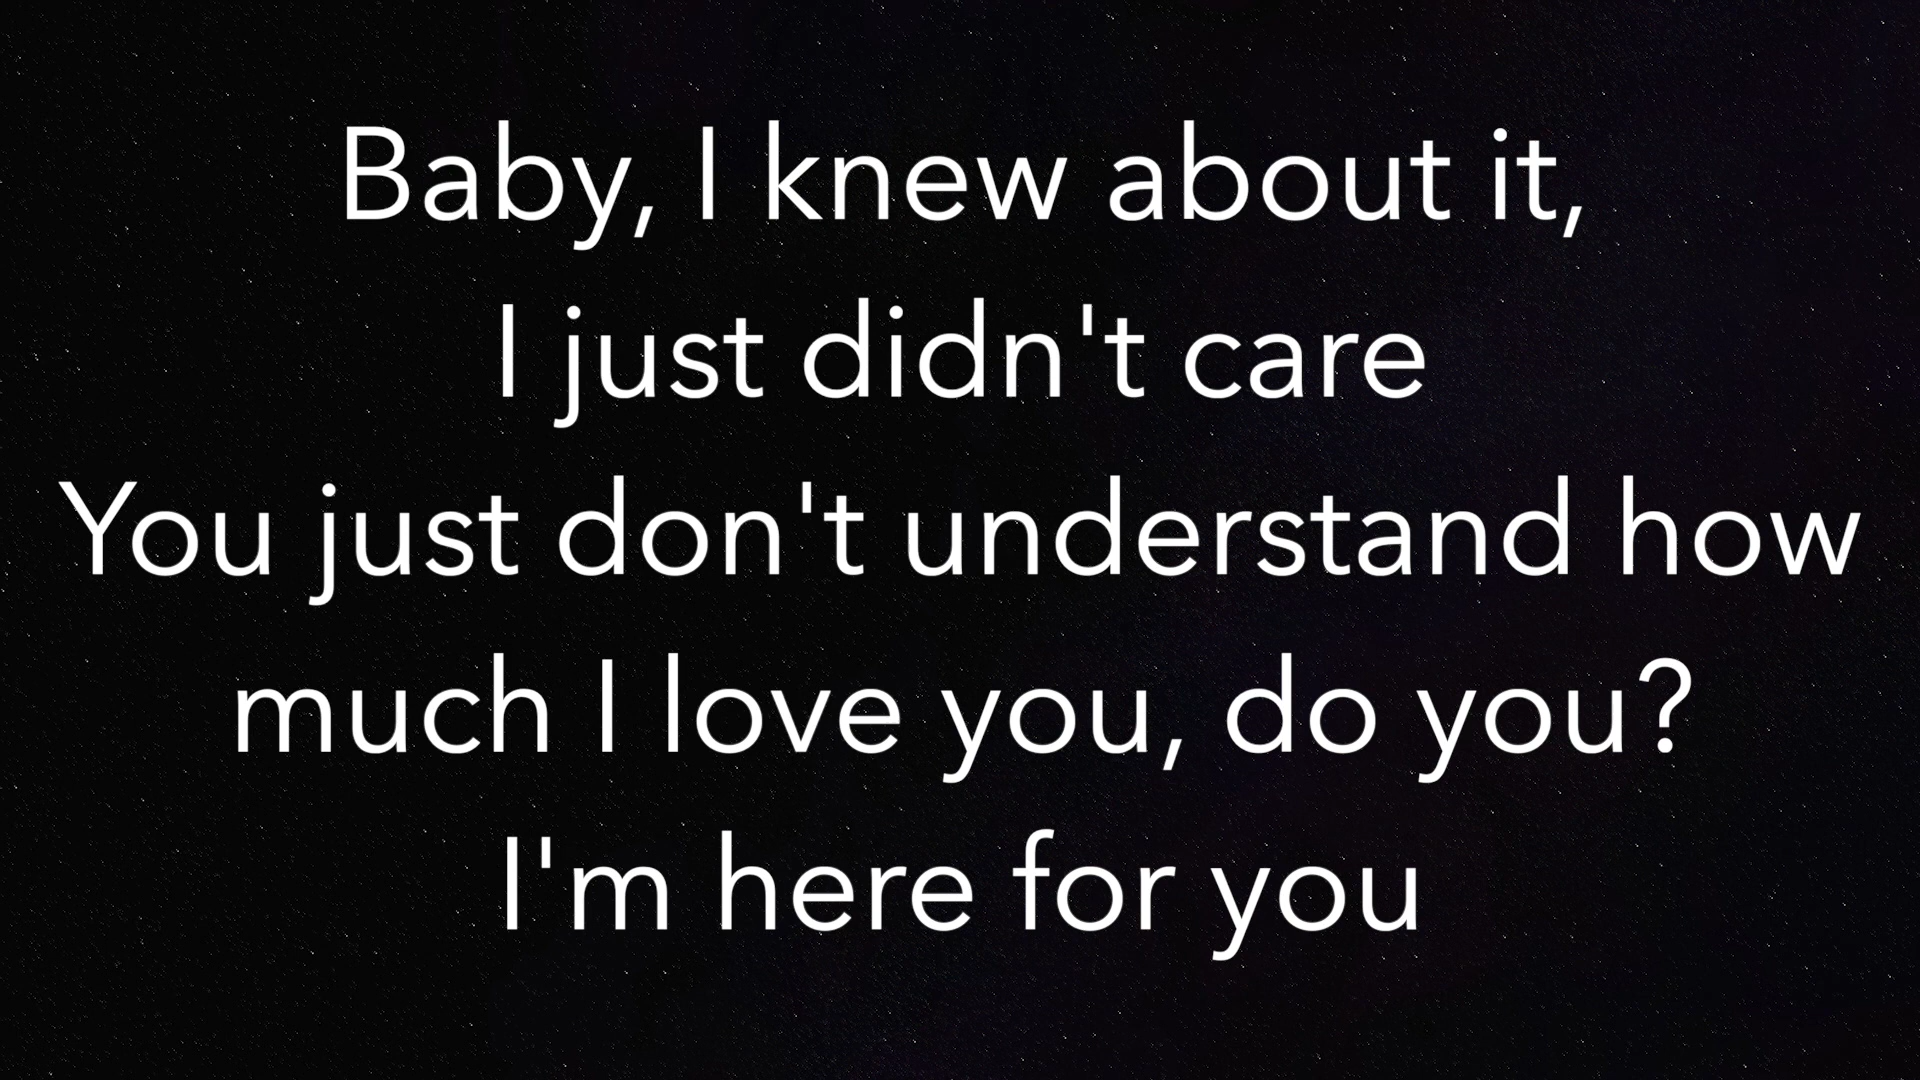 Baby, I knew about it,
I just didn't care
You just don't understand how
much I love you, do you?
I'm here for you